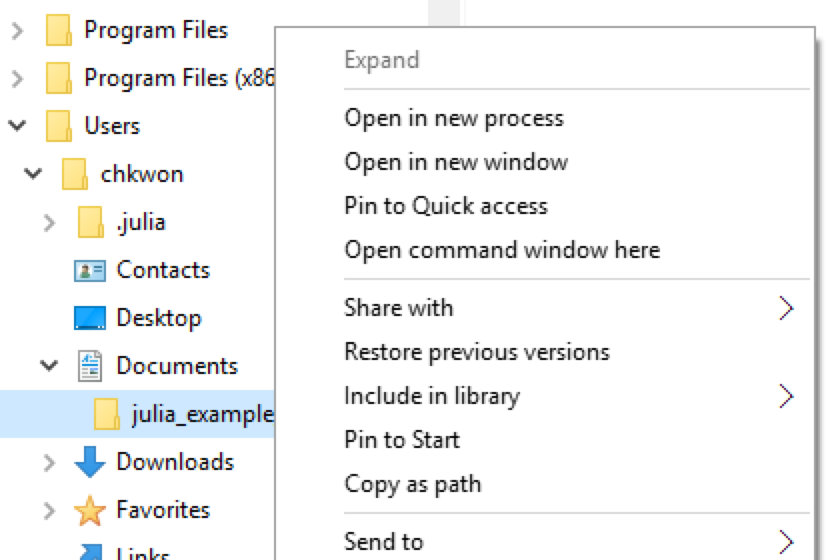 Program Files
Program Files (x86
Users
chkwon
.julia
Contacts
Desktop
Documents
julia_example
Downloads
Favorites
Links
Expand
Open in new process
Open in new window
Pin to Quick access
Open command window here
Share with
Restore previous versions
Include in library
Pin to Start
Copy as path
Send to